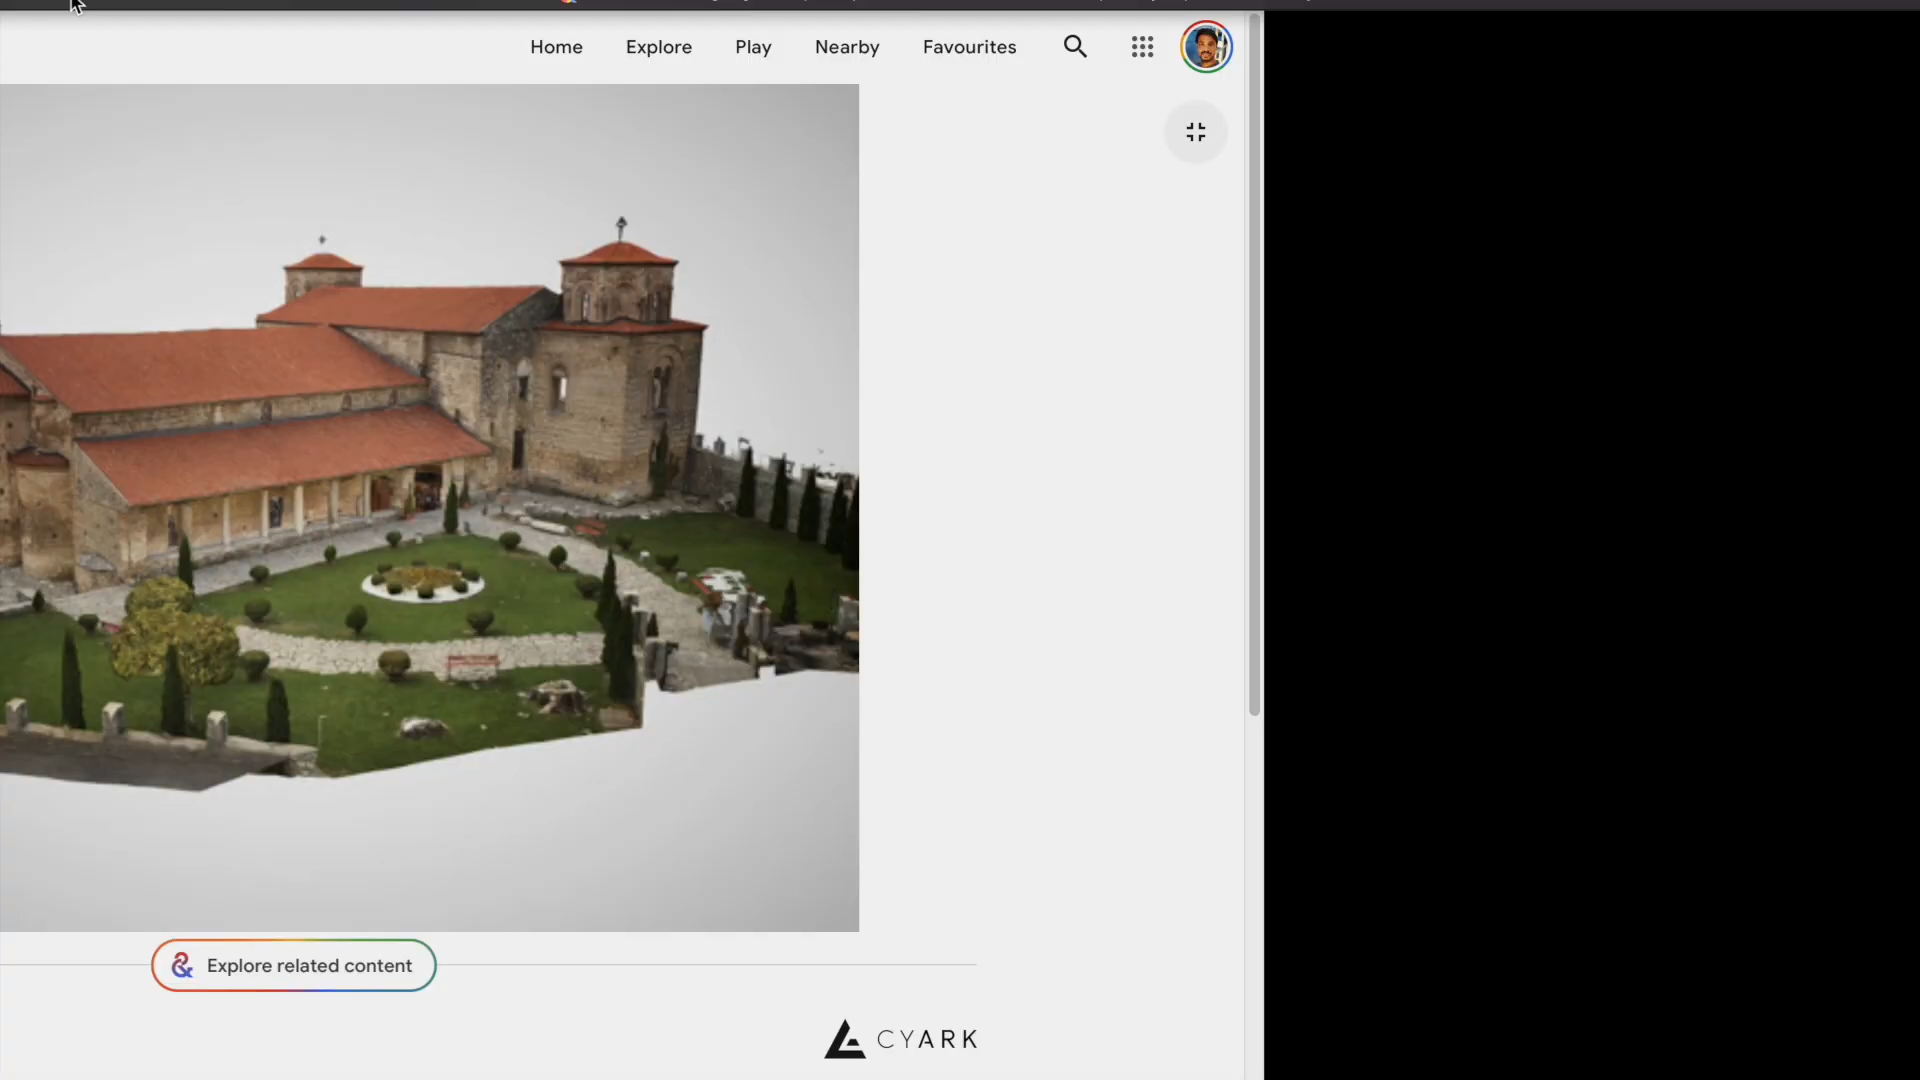 Home Explore Play Nearby Favourites
Explore related content
CYARK